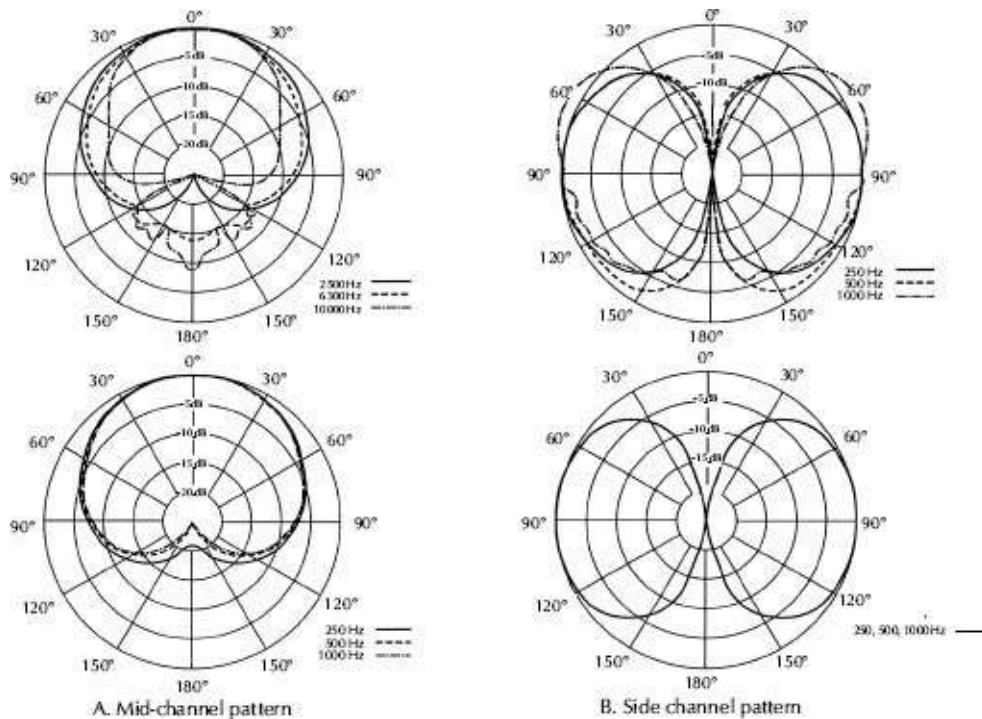 0°
30° 30°
-5 dB
60° -10 dB 60°
-15 dB
-20 dB
90° 90°
120° 120°
2500 Hz
6300 Hz
10000 Hz
150° 150°
180°
0°
30° 30°
-5 dB
60° -10 dB 60°
-15 dB
90° 90°
120° 120°
250 Hz
500 Hz
1000 Hz
150° 150°
180°
0°
30° 30°
-5 dB
60° -10 dB 60°
-15 dB
-20 dB
90° 90°
120° 120°
250 Hz
500 Hz
1000 Hz
150° 150°
180°
A. Mid-channel pattern
0°
30° 30°
-5 dB
60° -10 dB 60°
-15 dB
90° 90°
120° 120°
250, 500, 1000Hz
150° 150°
180°
B. Side channel pattern